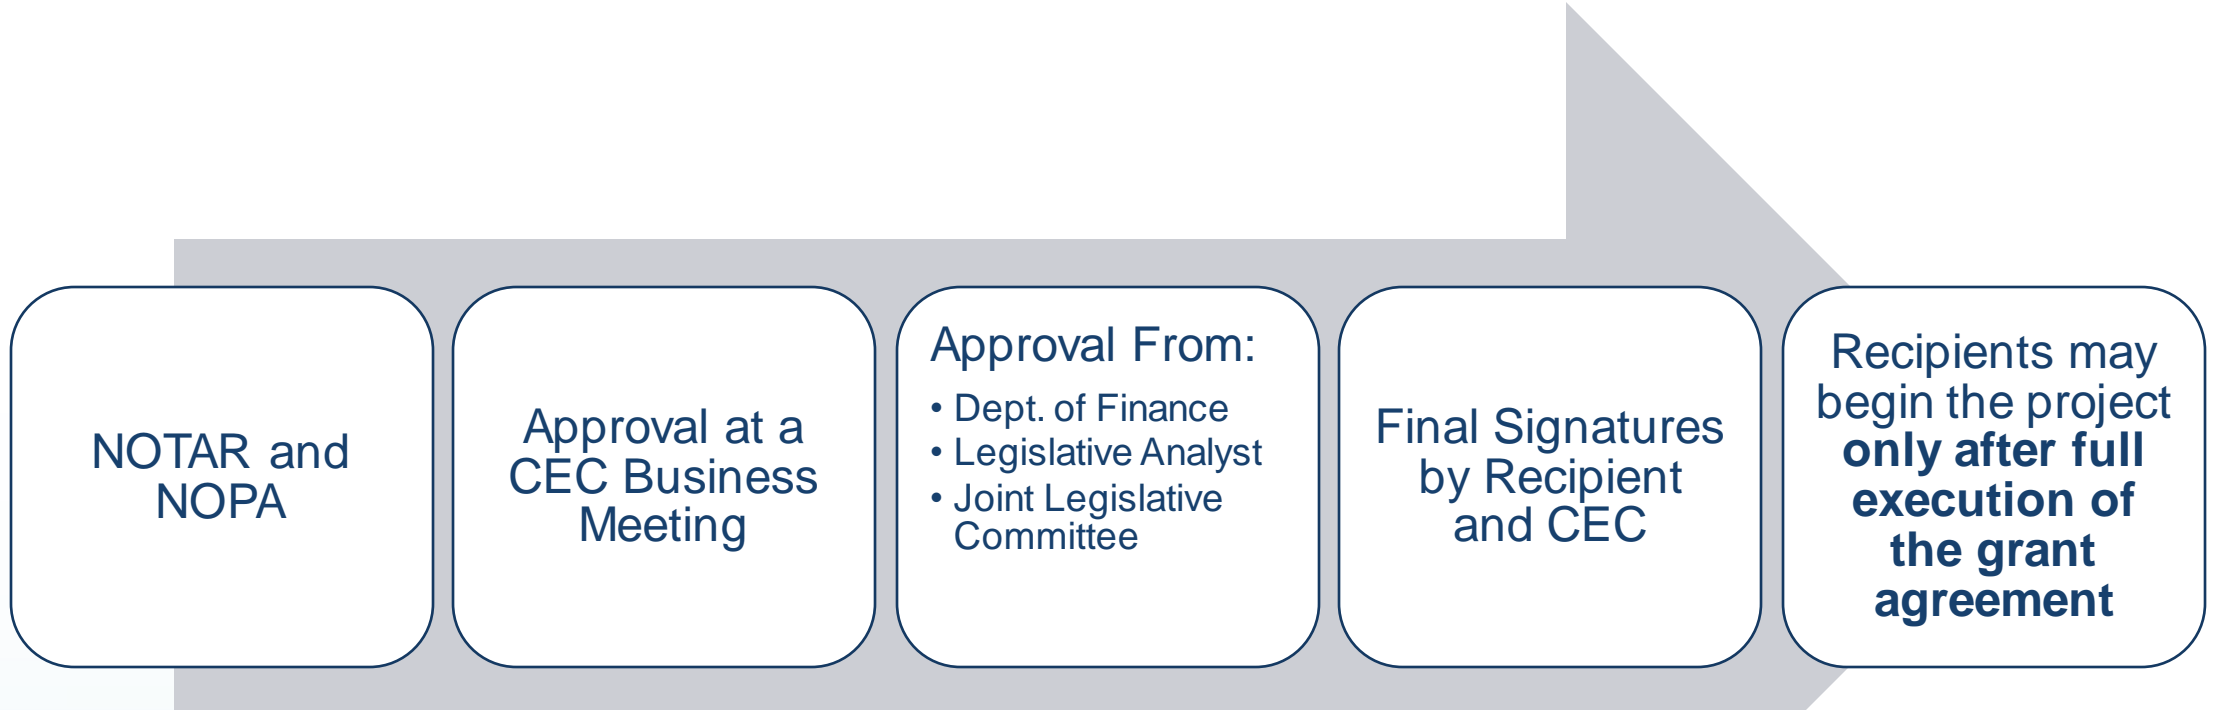 NOTAR and
NOPA
Approval at a
CEC Business
Meeting
Approval From:
• Dept. of Finance
• Legislative Analyst
• Joint Legislative
Committee
Final Signatures
by Recipient
and CEC
Recipients may
begin the project
only after full
execution of
the grant
agreement